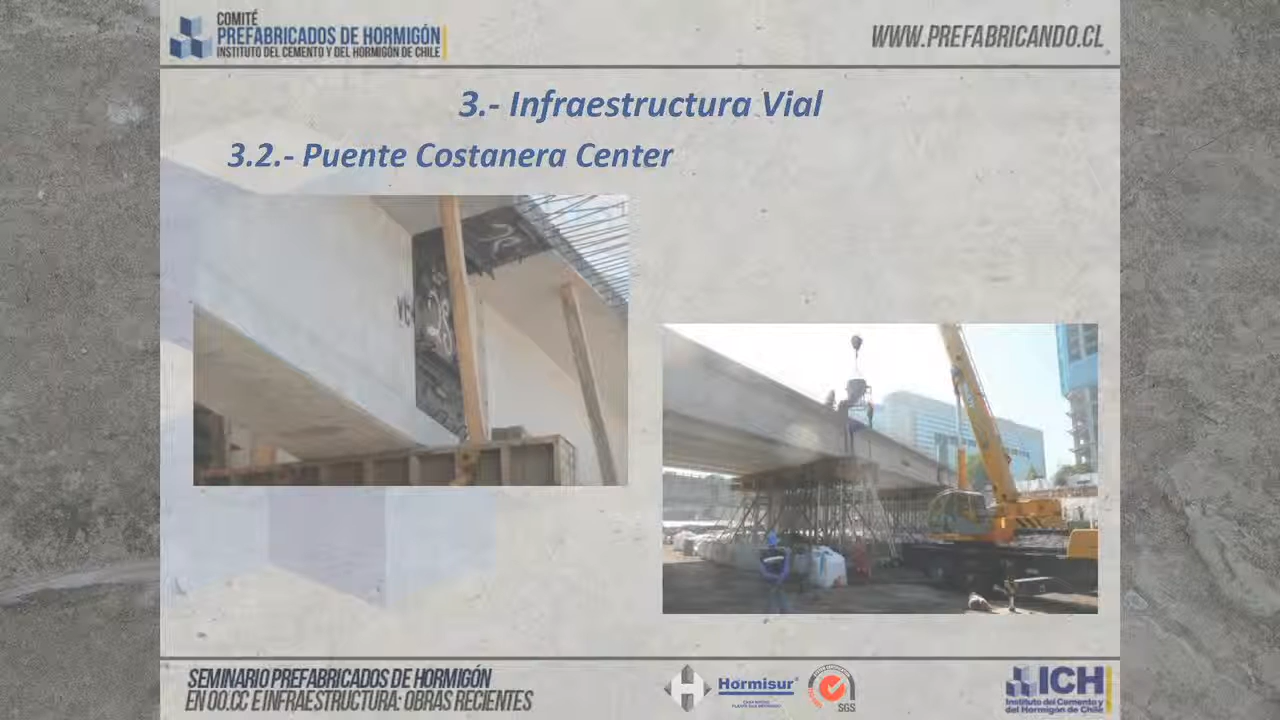 COMITÉ
PREFABRICADOS DE HORMIGÓN
INSTITUTO DEL CEMENTO Y DEL HORMIGÓN DE CHILE
WWW.PREFABRICANDO.CL
3.- Infraestructura Vial
3.2.- Puente Costanera Center
SEMINARIO PREFABRICADOS DE HORMIGÓN
EN OO.CC E INFRAESTRUCTURA: OBRAS RECIENTES
H
Hormisur
SGS
ICH
Instituto del Cemento y
del Hormigón de Chile